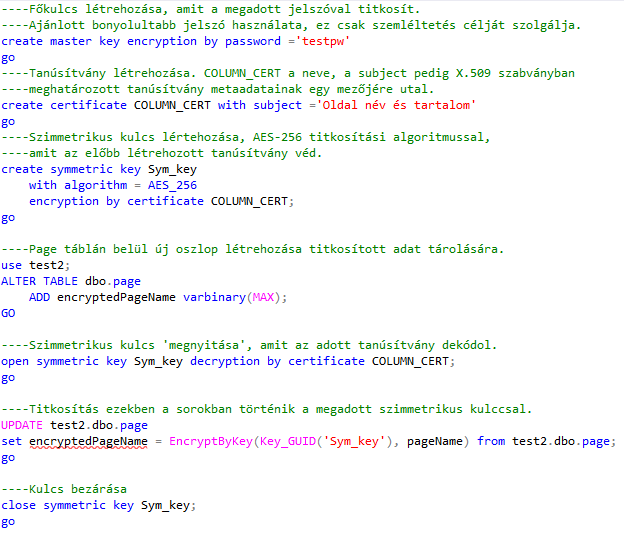 ----Főkulcs létrehozása, amit a megadott jelszóval titkosít.
----Ajánlott bonyolultabb jelszó használata, ez csak szemléltetés célját szolgálja.
create master key encryption by password ='testpw'
go
----Tanúsítvány létrehozása. COLUMN_CERT a neve, a subject pedig X.509 szabványban
----meghatározott tanúsítvány metaadatainak egy mezőjére utal.
create certificate COLUMN_CERT with subject ='Oldal név és tartalom'
go
----Szimmetrikus kulcs lértehozása, AES-256 titkosítási algoritmussal,
----amit az előbb létrehozott tanúsítvány véd.
create symmetric key Sym_key
    with algorithm = AES_256
    encryption by certificate COLUMN_CERT;
go
----Page táblán belül új oszlop létrehozása titkosított adat tárolására.
use test2;
ALTER TABLE dbo.page
    ADD encryptedPageName varbinary(MAX);
GO
----Szimmetrikus kulcs 'megnyitása', amit az adott tanúsítvány dekódol.
open symmetric key Sym_key decryption by certificate COLUMN_CERT;
go
----Titkosítás ezekben a sorokban történik a megadott szimmetrikus kulccsal.
UPDATE test2.dbo.page
set encryptedPageName = EncryptByKey(Key_GUID('Sym_key'), pageName) from test2.dbo.page;
go
----Kulcs bezárása
close symmetric key Sym_key;
go